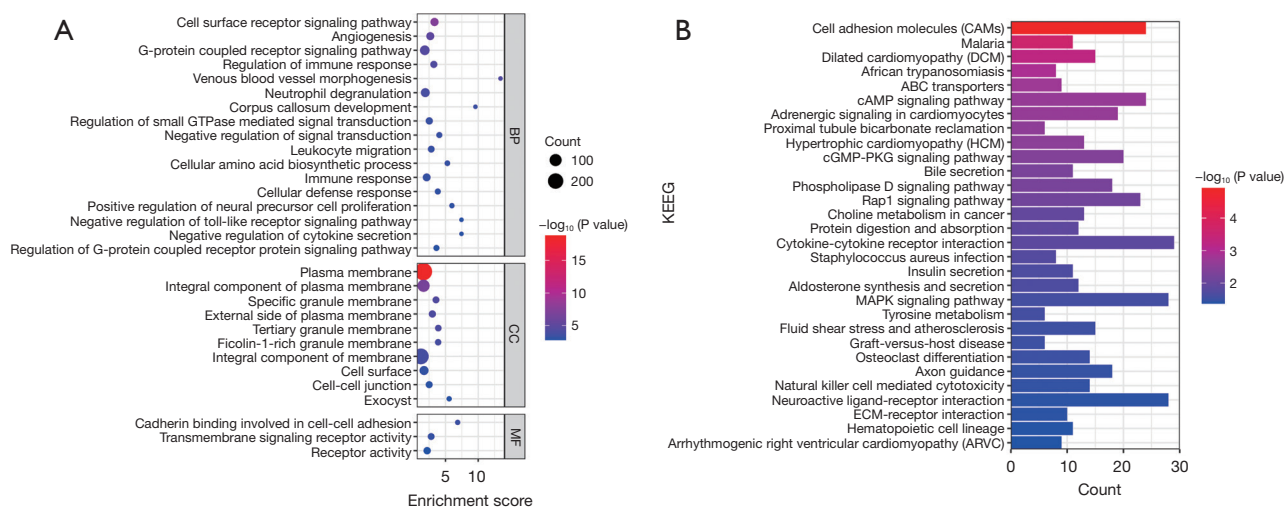 A
Cell surface receptor signaling pathway
Angiogenesis
G-protein coupled receptor signaling pathway
Regulation of immune response
Venous blood vessel morphogenesis
Neutrophil degranulation
Corpus callosum development
Regulation of small GTPase mediated signal transduction
Negative regulation of signal transduction
Leukocyte migration
Cellular amino acid biosynthetic process
Immune response
Cellular defense response
Positive regulation of neural precursor cell proliferation
Negative regulation of toll-like receptor signaling pathway
Negative regulation of cytokine secretion
Regulation of G-protein coupled receptor protein signaling pathway
BP
Plasma membrane
Integral component of plasma membrane
Specific granule membrane
External side of plasma membrane
Tertiary granule membrane
Ficolin-1-rich granule membrane
Integral component of membrane
Cell surface
Cell-cell junction
Exocyst
CC
Cadherin binding involved in cell-cell adhesion
Transmembrane signaling receptor activity
Receptor activity
MF
5 10
Enrichment score
Count
100
200
−log₁₀ (P value)
15
10
5
B
KEEG
Cell adhesion molecules (CAMs)
Malaria
Dilated cardiomyopathy (DCM)
African trypanosomiasis
ABC transporters
cAMP signaling pathway
Adrenergic signaling in cardiomyocytes
Proximal tubule bicarbonate reclamation
Hypertrophic cardiomyopathy (HCM)
cGMP-PKG signaling pathway
Bile secretion
Phospholipase D signaling pathway
Rap1 signaling pathway
Choline metabolism in cancer
Protein digestion and absorption
Cytokine-cytokine receptor interaction
Staphylococcus aureus infection
Insulin secretion
Aldosterone synthesis and secretion
MAPK signaling pathway
Tyrosine metabolism
Fluid shear stress and atherosclerosis
Graft-versus-host disease
Osteoclast differentiation
Axon guidance
Natural killer cell mediated cytotoxicity
Neuroactive ligand-receptor interaction
ECM-receptor interaction
Hematopoietic cell lineage
Arrhythmogenic right ventricular cardiomyopathy (ARVC)
0 10 20 30
Count
−log₁₀ (P value)
4
3
2